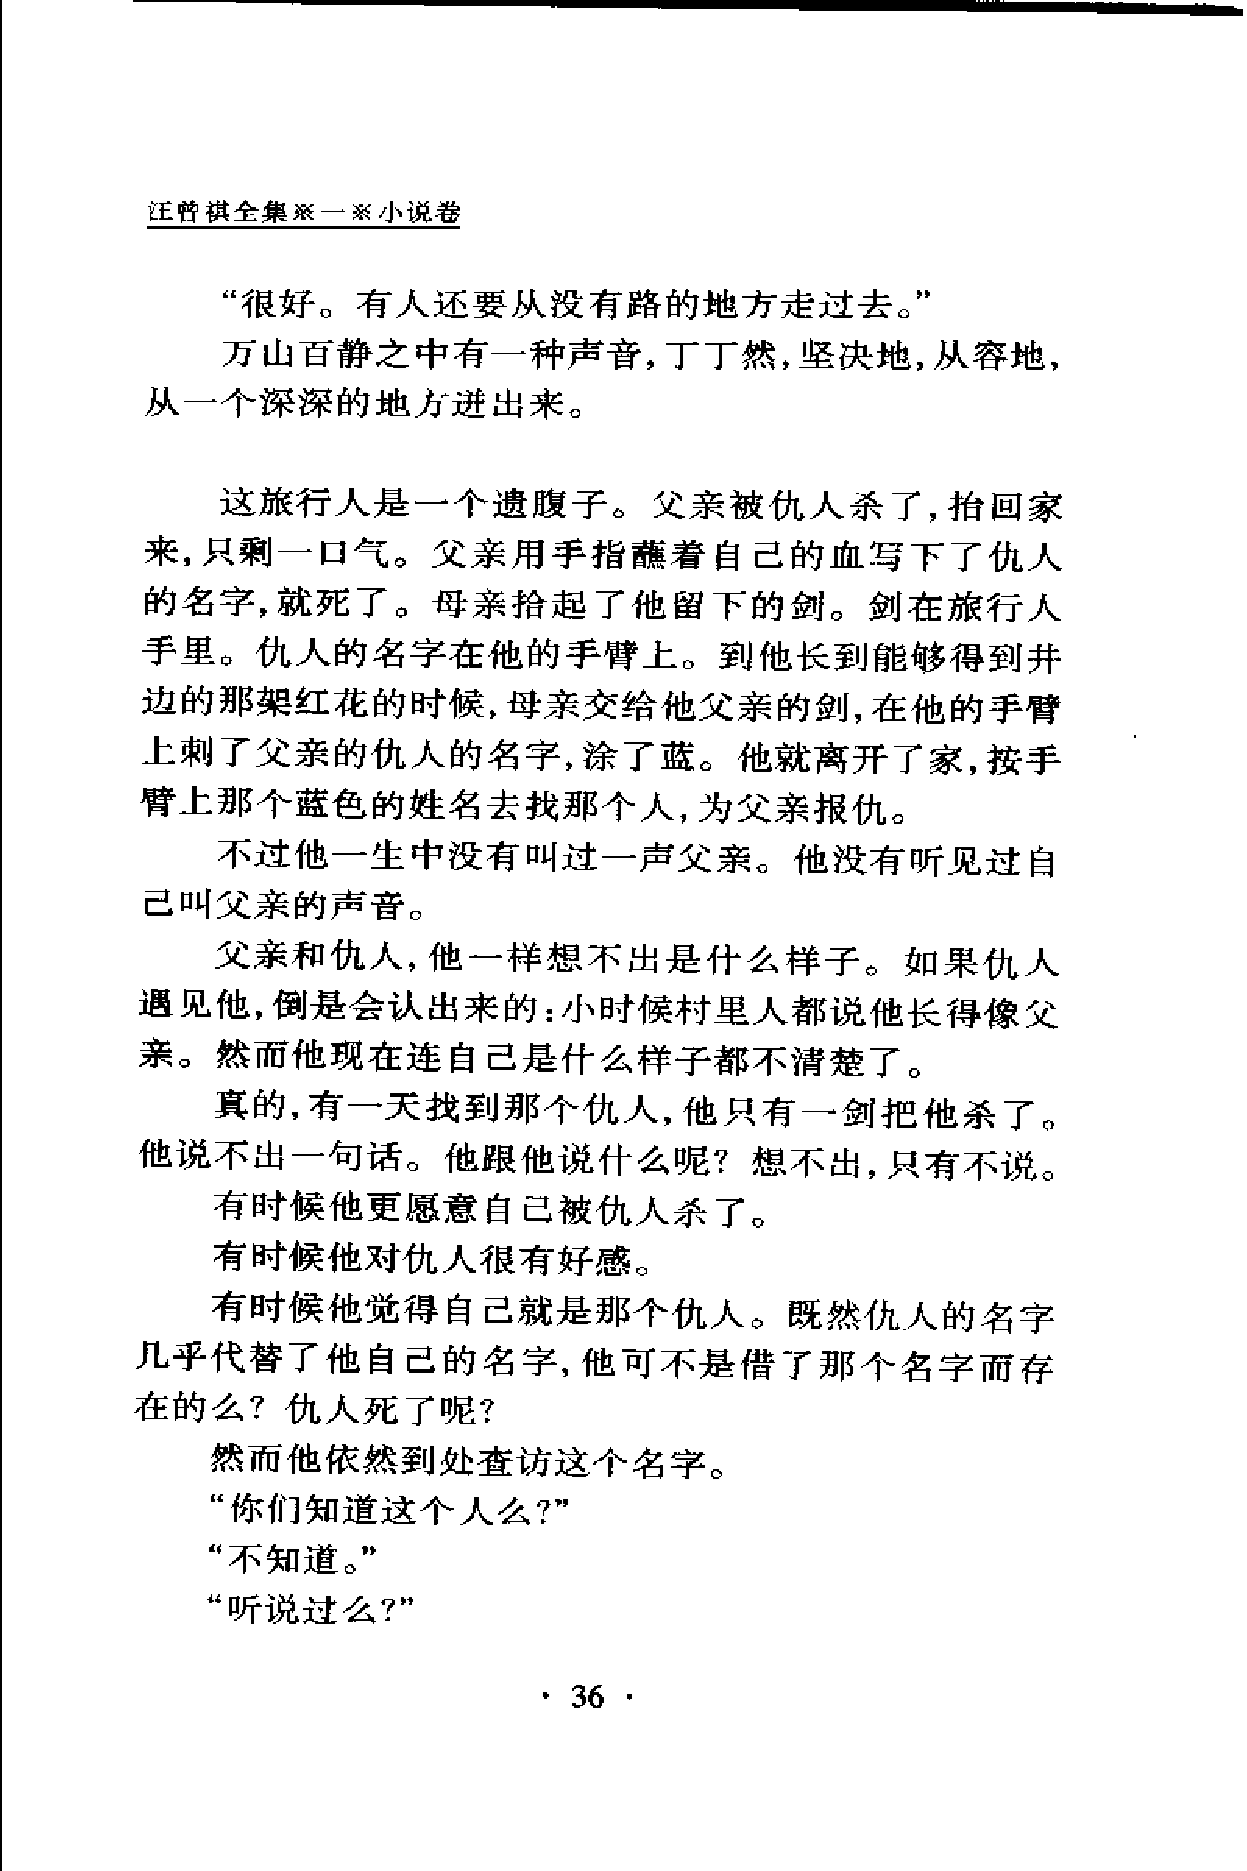 汪曾祺全集※一※小说卷
“很好。有人还要从没有路的地方走过去。”
万山百静之中有一种声音,丁丁然,坚决地,从容地,
从一个深深的地方迸出来。
这旅行人是一个遗腹子。父亲被仇人杀了,抬回家
来,只剩一口气。父亲用手指蘸着自己的血写下了仇人
的名字,就死了。母亲拾起了他留下的剑。剑在旅行人
手里。仇人的名字在他的手臂上。到他长到能够得到井
边的那架红花的时候,母亲交给他父亲的剑,在他的手臂
上刺了父亲的仇人的名字,涂了蓝。他就离开了家,按手
臂上那个蓝色的姓名去找那个人,为父亲报仇。
不过他一生中没有叫过一声父亲。他没有听见过自
己叫父亲的声音。
父亲和仇人,他一样想不出是什么样子。如果仇人
遇见他,倒是会认出来的:小时候村里人都说他长得像父
亲。然而他现在连自己是什么样子都不清楚了。
真的,有一天找到那个仇人,他只有一剑把他杀了。
他说不出一句话。他跟他说什么呢?想不出,只有不说。
有时候他更愿意自己被仇人杀了。
有时候他对仇人很有好感。
有时候他觉得自己就是那个仇人。既然仇人的名字
几乎代替了他自己的名字,他可不是借了那个名字而存
在的么?仇人死了呢?
然而他依然到处查访这个名字。
“你们知道这个人么?”
“不知道。”
“听说过么?”
· 36 ·